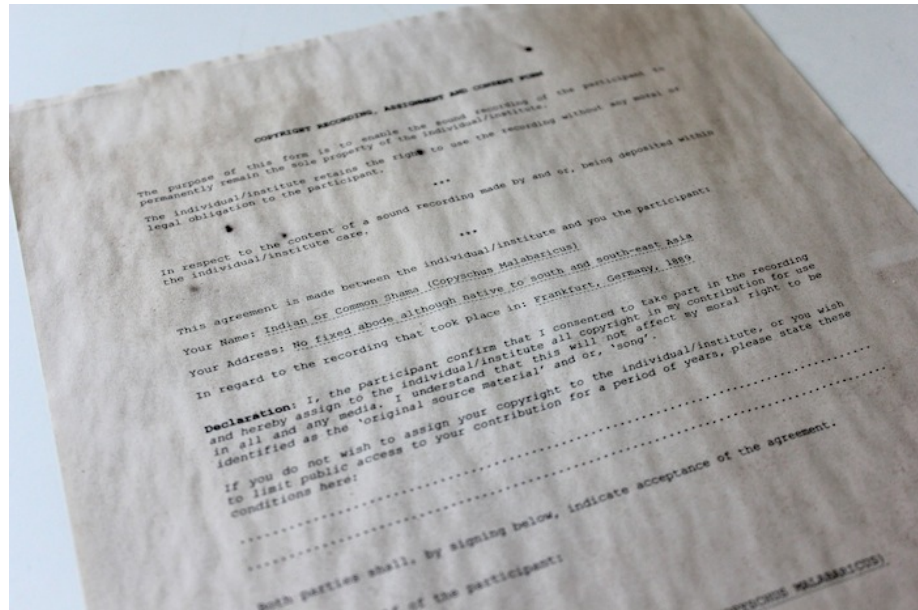 COPYRIGHT RECORDING, ASSIGNMENT AND CONTENT FORM
The purpose of this form is to enable the sound recording of the participant to
permanently remain the sole property of the individual/institute.
The individual/institute retains the right to use the recording without any moral or
legal obligation to the participant.
***
In respect to the content of a sound recording made by and or, being deposited within
the individual/institute care.
***
This agreement is made between the individual/institute and you the participant:
Your Name: Indian or Common Shama (Copyschus Malabaricus)
Your Address: No fixed abode although native to south and south-east Asia
In regard to the recording that took place in: Frankfurt, Germany, 1889
Declaration: I, the participant confirm that I consented to take part in the recording
and hereby assign to the individual/institute all copyright in my contribution for use
in all and any media. I understand that this will not affect my moral right to be
identified as the 'original source material' and or, 'song'.
If you do not wish to assign your copyright to the individual/institute, or you wish
to limit public access to your contribution for a period of years, please state these
conditions here:
Both parties shall, by signing below, indicate acceptance of the agreement.
of the participant:
MALABARICUS)